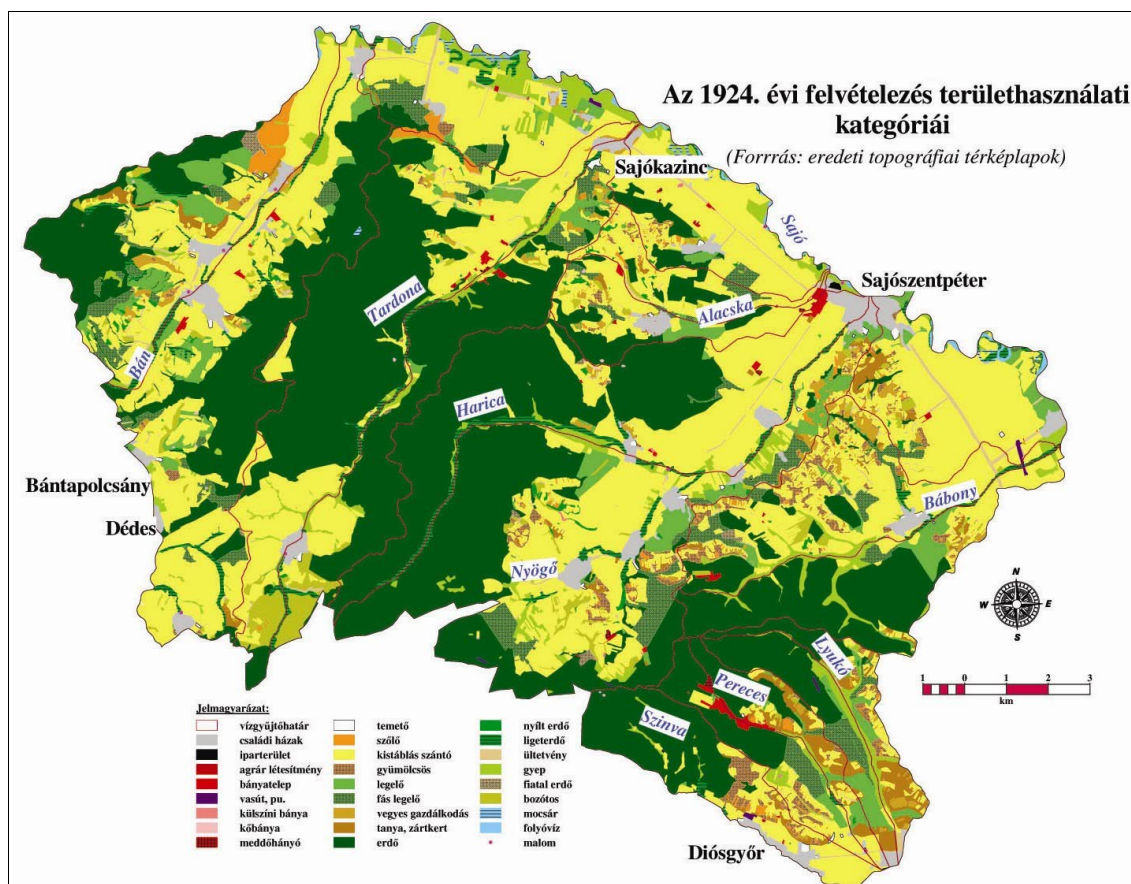 Az 1924. évi felvételezés területhasználati
kategóriái
(Forrrás: eredeti topográfiai térképlapok)
Sajókazinc
Sajó
Sajószentpéter
Tardona
Alacska
Bán
Harica
Bántapolcsány
Dédes
Bábony
Nyögő
N
W
E
S
Lyukó
Pereces
Szinva
1 0 1 2 3
km
Diósgyőr
Jelmagyarázat:
vízgyűjtőhatár
családi házak
iparterület
agrár létesítmény
bányatelep
vasút, pu.
külszíni bánya
kőbánya
meddőhányó
temető
szőlő
kistáblás szántó
gyümölcsös
legelő
fás legelő
vegyes gazdálkodás
tanya, zártkert
erdő
nyílt erdő
ligeterdő
ültetvény
gyep
fiatal erdő
bozótos
mocsár
folyóvíz
malom